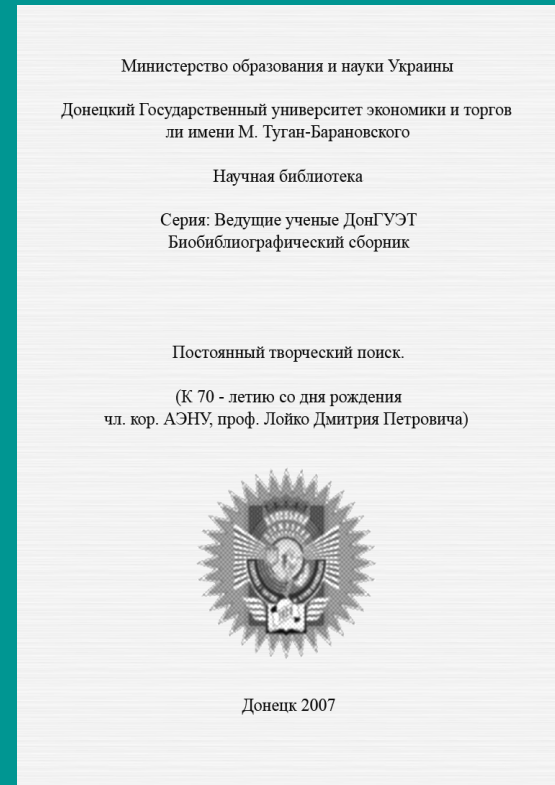 Министерство образования и науки Украины
Донецкий Государственный университет экономики и торгов
ли имени М. Туган-Барановского
Научная библиотека
Серия: Ведущие ученые ДонГУЭТ
Биобиблиографический сборник
Постоянный творческий поиск.
(К 70 - летию со дня рождения
чл. кор. АЭНУ, проф. Лойко Дмитрия Петровича)
Донецк 2007